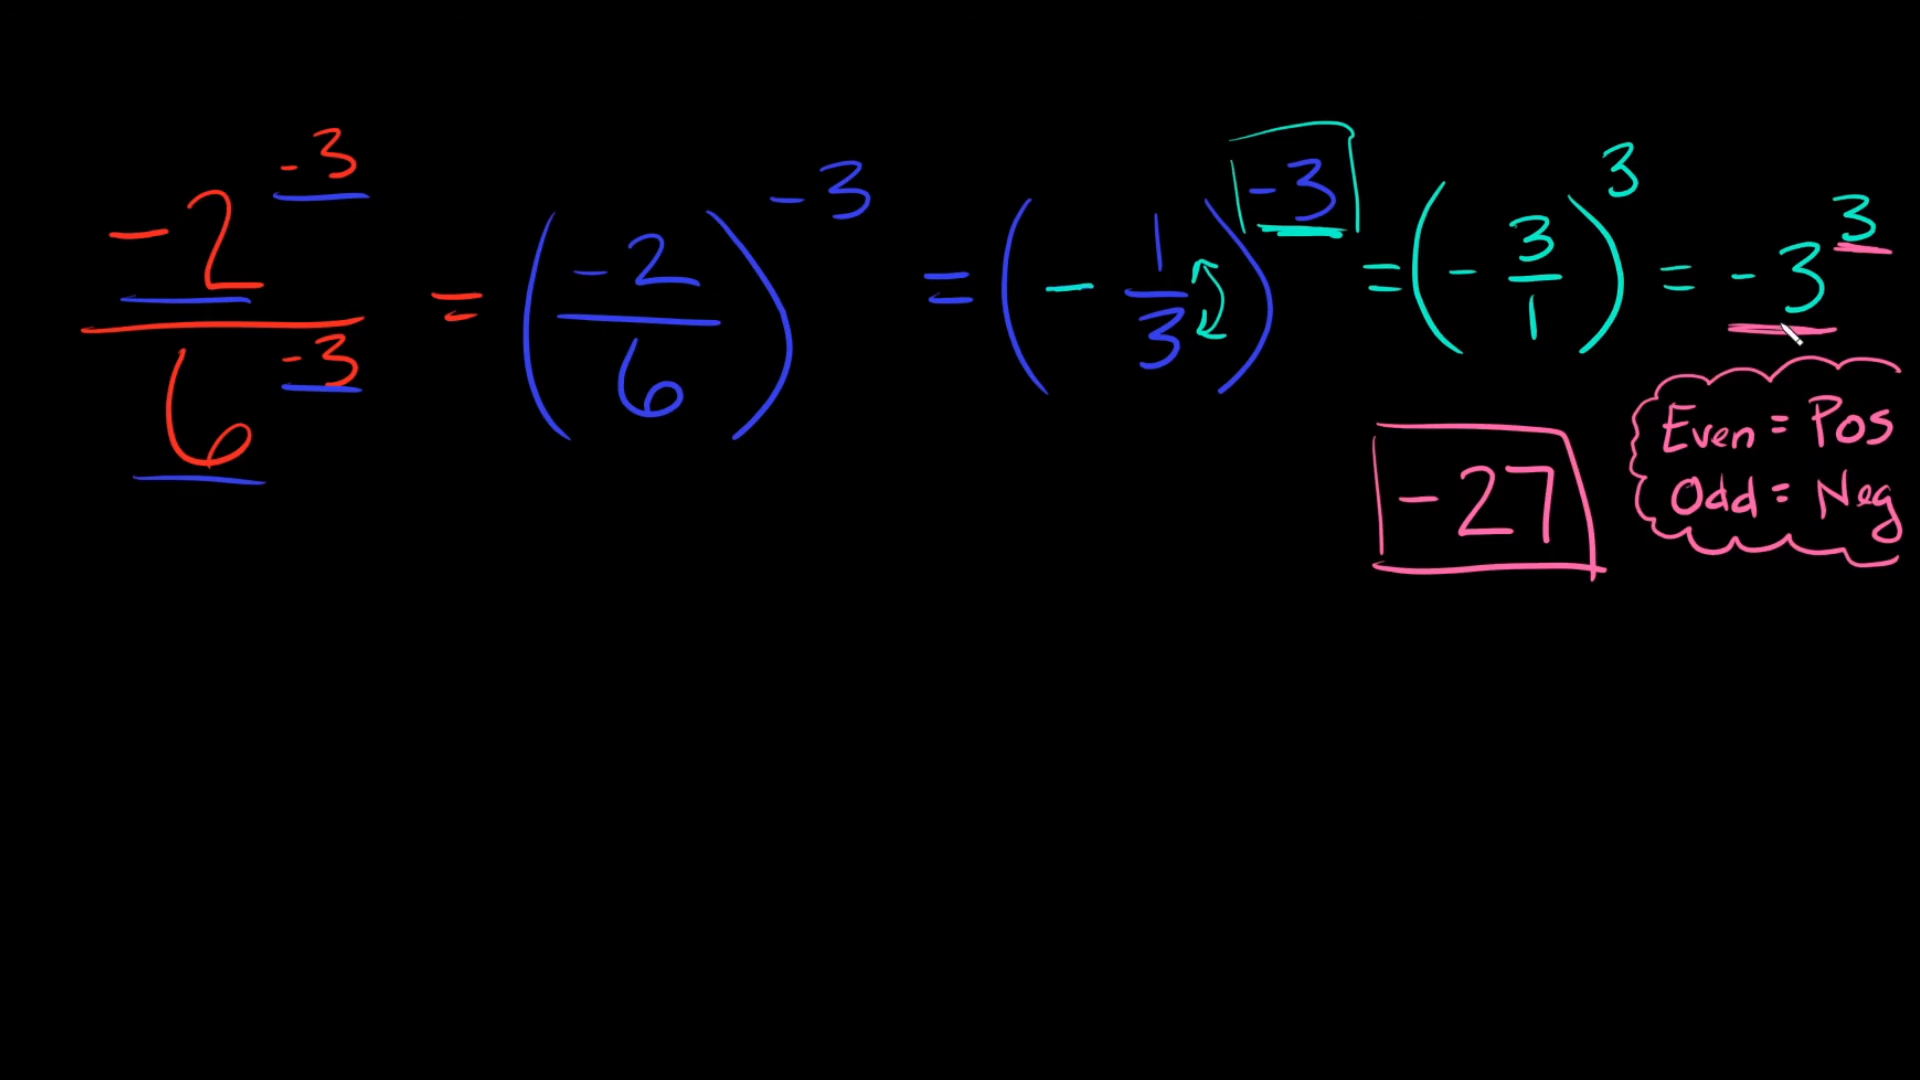 -2^-3 / 6^-3 = (-2/6)^-3 = (-1/3)^-3 = (-3/1)^3 = -3^3
Even = Pos
Odd = Neg
-27